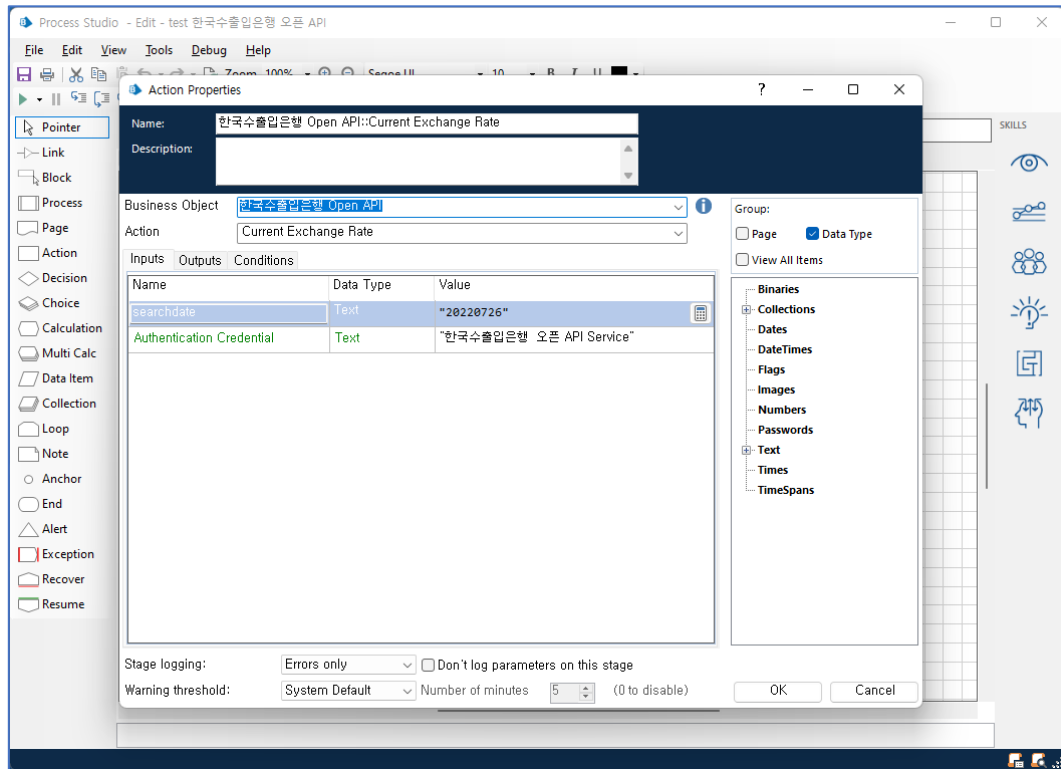 Process Studio - Edit - test 한국수출입은행 오픈 API
File Edit View Tools Debug Help
Zoom 100% Segoe UI 10 B I U
Action Properties ?
Name: 한국수출입은행 Open API::Current Exchange Rate
Description:
Pointer
Link
Block
Process
Page
Action
Decision
Choice
Calculation
Multi Calc
Data Item
Collection
Loop
Note
Anchor
End
Alert
Exception
Recover
Resume
Business Object 한국수출입은행 Open API
Action Current Exchange Rate
Inputs Outputs Conditions
Name Data Type Value
searchdate Text "20220726"
Authentication Credential Text "한국수출입은행 오픈 API Service"
Group:
Page Data Type
View All Items
Binaries
Collections
Dates
DateTimes
Flags
Images
Numbers
Passwords
Text
Times
TimeSpans
Stage logging: Errors only Don't log parameters on this stage
Warning threshold: System Default Number of minutes 5 (0 to disable)
OK Cancel
SKILLS